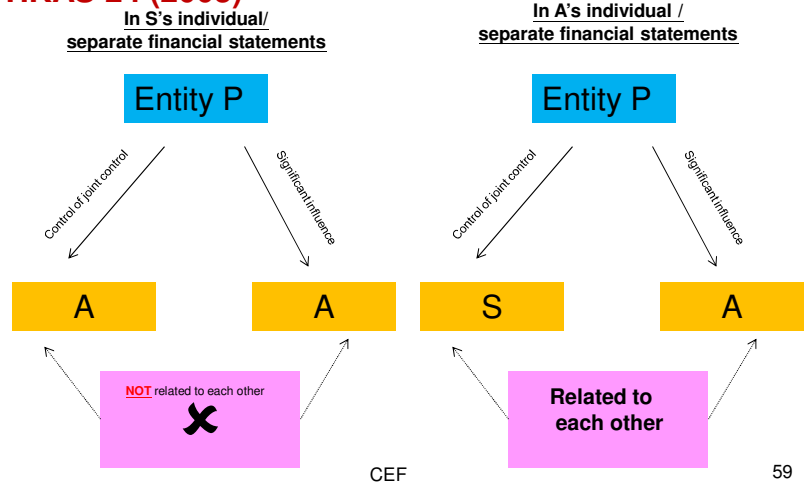 HKAS 24 (2003)
In S's individual/
separate financial statements
Entity P
Control of joint control
Significant influence
A
A
NOT related to each other
In A's individual /
separate financial statements
Entity P
Control of joint control
Significant influence
S
A
Related to
each other
CEF
59